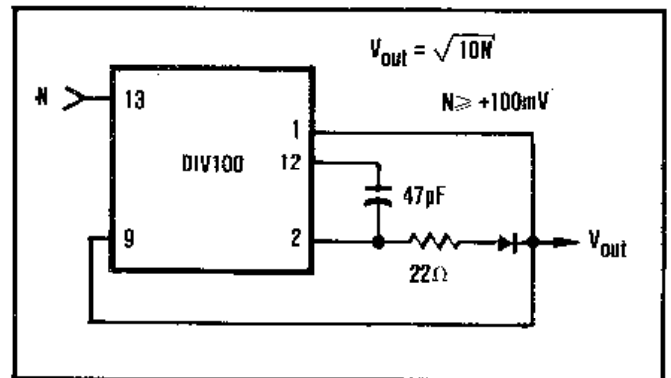 V_out = √10N
N ≥ +100mV
N
13
1
DIV100
12
47pF
9
2
V_out
22Ω